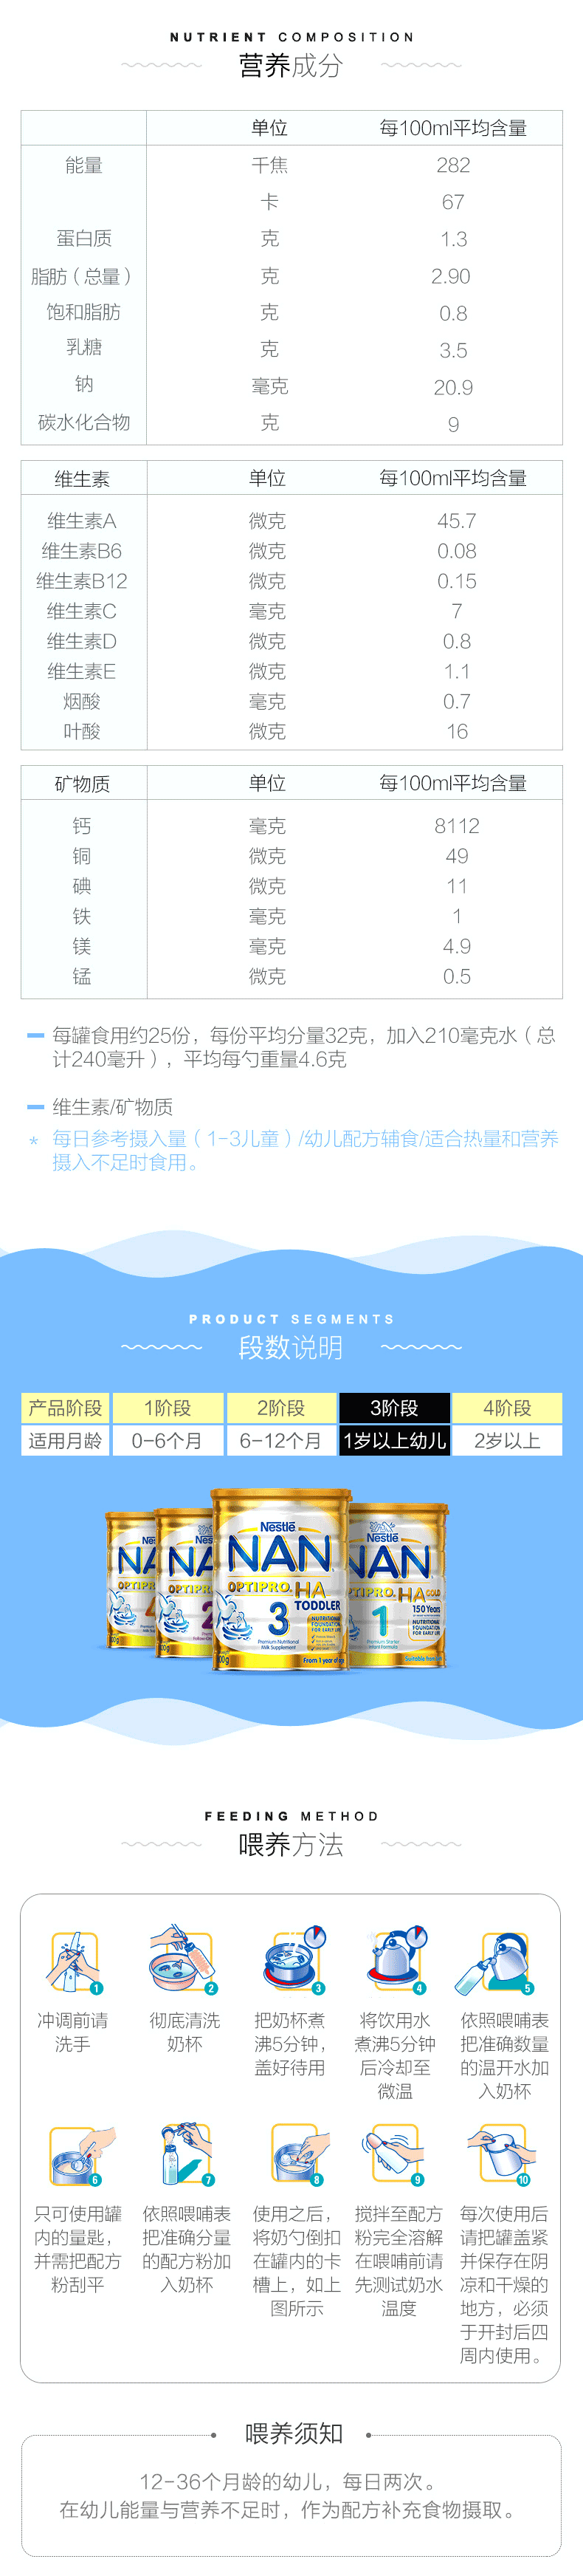 NUTRIENT COMPOSITION
营养成分
单位 每100ml平均含量
能量 千焦 282
卡 67
蛋白质 克 1.3
脂肪（总量） 克 2.90
饱和脂肪 克 0.8
乳糖 克 3.5
钠 毫克 20.9
碳水化合物 克 9
维生素 单位 每100ml平均含量
维生素A 微克 45.7
维生素B6 微克 0.08
维生素B12 微克 0.15
维生素C 毫克 7
维生素D 微克 0.8
维生素E 微克 1.1
烟酸 毫克 0.7
叶酸 微克 16
矿物质 单位 每100ml平均含量
钙 毫克 8112
铜 微克 49
碘 微克 11
铁 毫克 1
镁 毫克 4.9
锰 微克 0.5
每罐食用约25份，每份平均分量32克，加入210毫克水（总
计240毫升），平均每勺重量4.6克
维生素/矿物质
* 每日参考摄入量（1-3儿童）/幼儿配方辅食/适合热量和营养
摄入不足时食用。
PRODUCT SEGMENTS
段数说明
产品阶段 1阶段 2阶段 3阶段 4阶段
适用月龄 0-6个月 6-12个月 1岁以上幼儿 2岁以上
Nestle
NAN
OPTIPRO. HA
TODDLER
3
NUTRITIONAL
FOUNDATION
FOR EARLY LIFE
Premium Nutritional
Milk Supplement
From 1 year of age
Nestle
NAN
OPTIPRO. HA GOLD
150 Years
1
NUTRITIONAL
FOUNDATION
FOR EARLY LIFE
Premium Starter
Infant Formula
FEEDING METHOD
喂养方法
1
2
3
4
5
冲调前请
洗手
彻底清洗
奶杯
把奶杯煮
沸5分钟，
盖好待用
将饮用水
煮沸5分钟
后冷却至
微温
依照喂哺表
把准确数量
的温开水加
入奶杯
6
7
8
9
10
只可使用罐
内的量匙，
并需把配方
粉刮平
依照喂哺表
把准确分量
的配方粉加
入奶杯
使用之后，
将奶勺倒扣
在罐内的卡
槽上，如上
图所示
搅拌至配方
粉完全溶解
在喂哺前请
先测试奶水
温度
每次使用后
请把罐盖紧
并保存在阴
凉和干燥的
地方，必须
于开封后四
周内使用。
喂养须知
12-36个月龄的幼儿，每日两次。
在幼儿能量与营养不足时，作为配方补充食物摄取。